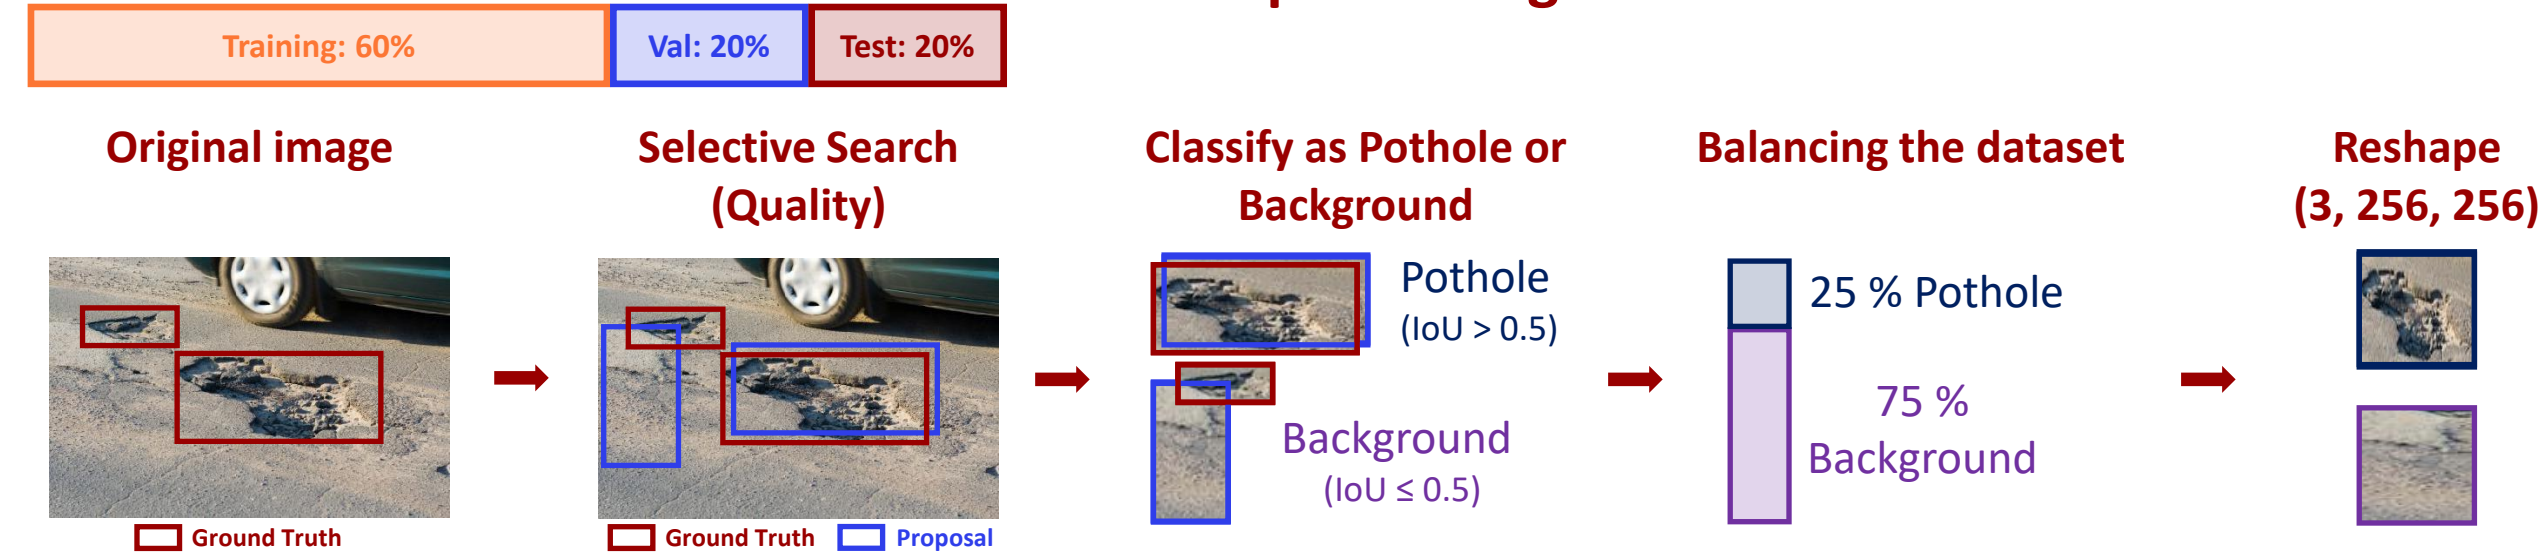 Training: 60%
Val: 20%
Test: 20%
Original image
Selective Search
(Quality)
Classify as Pothole or
Background
Balancing the dataset
Reshape
(3, 256, 256)
Pothole
(IoU > 0.5)
Background
(IoU ≤ 0.5)
25 % Pothole
75 %
Background
Ground Truth
Ground Truth
Proposal